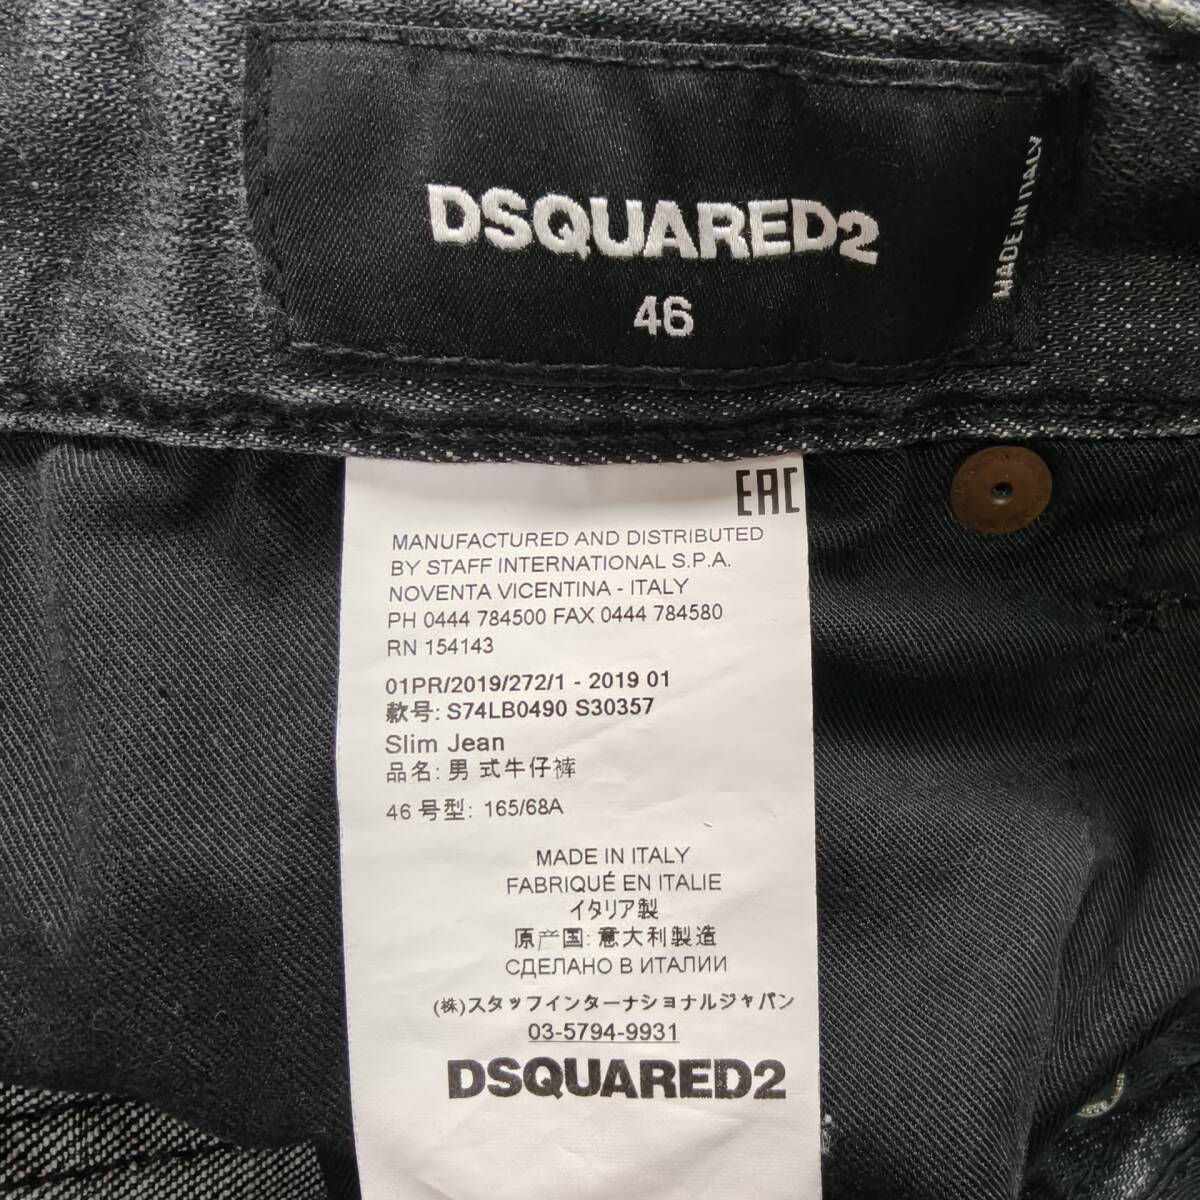 DSQUARED2
46
MADE IN ITALY
EAC
MANUFACTURED AND DISTRIBUTED
BY STAFF INTERNATIONAL S.P.A.
NOVENTA VICENTINA - ITALY
PH 0444 784500 FAX 0444 784580
RN 154143
01PR/2019/272/1 - 2019 01
款号: S74LB0490 S30357
Slim Jean
品名: 男 式牛仔裤
46 号型: 165/68A
MADE IN ITALY
FABRIQUÉ EN ITALIE
イタリア製
原产国: 意大利製造
СДЕЛАНО В ИТАЛИИ
(株)スタッフインターナショナルジャパン
03-5794-9931
DSQUARED2